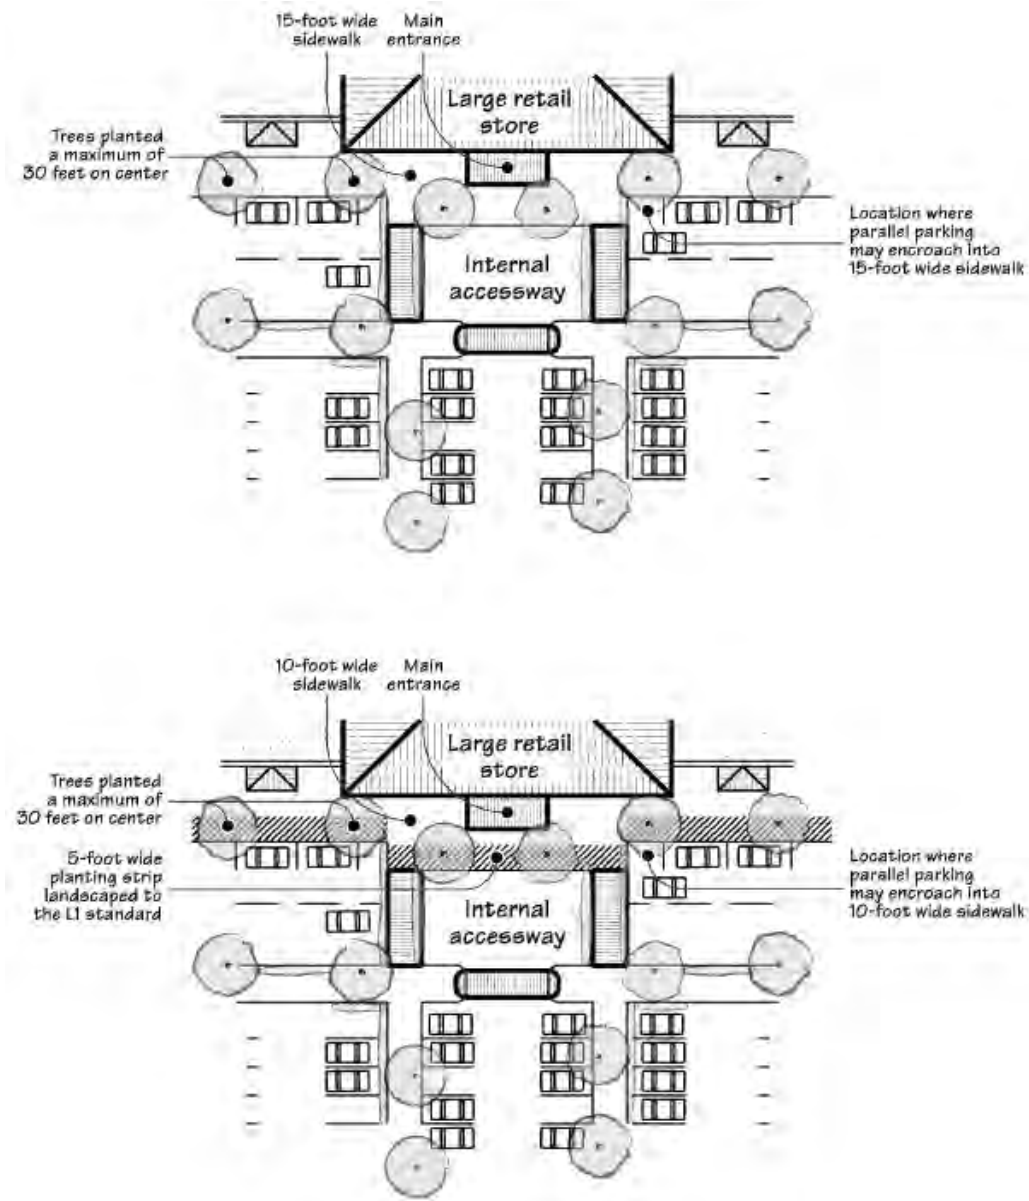 15-foot wide
sidewalk
Main
entrance
Large retail
store
Trees planted
a maximum of
30 feet on center
Location where
parallel parking
may encroach into
15-foot wide sidewalk
Internal
accessway
10-foot wide
sidewalk
Main
entrance
Large retail
store
Trees planted
a maximum of
30 feet on center
5-foot wide
planting strip
landscaped to
the L1 standard
Location where
parallel parking
may encroach into
10-foot wide sidewalk
Internal
accessway